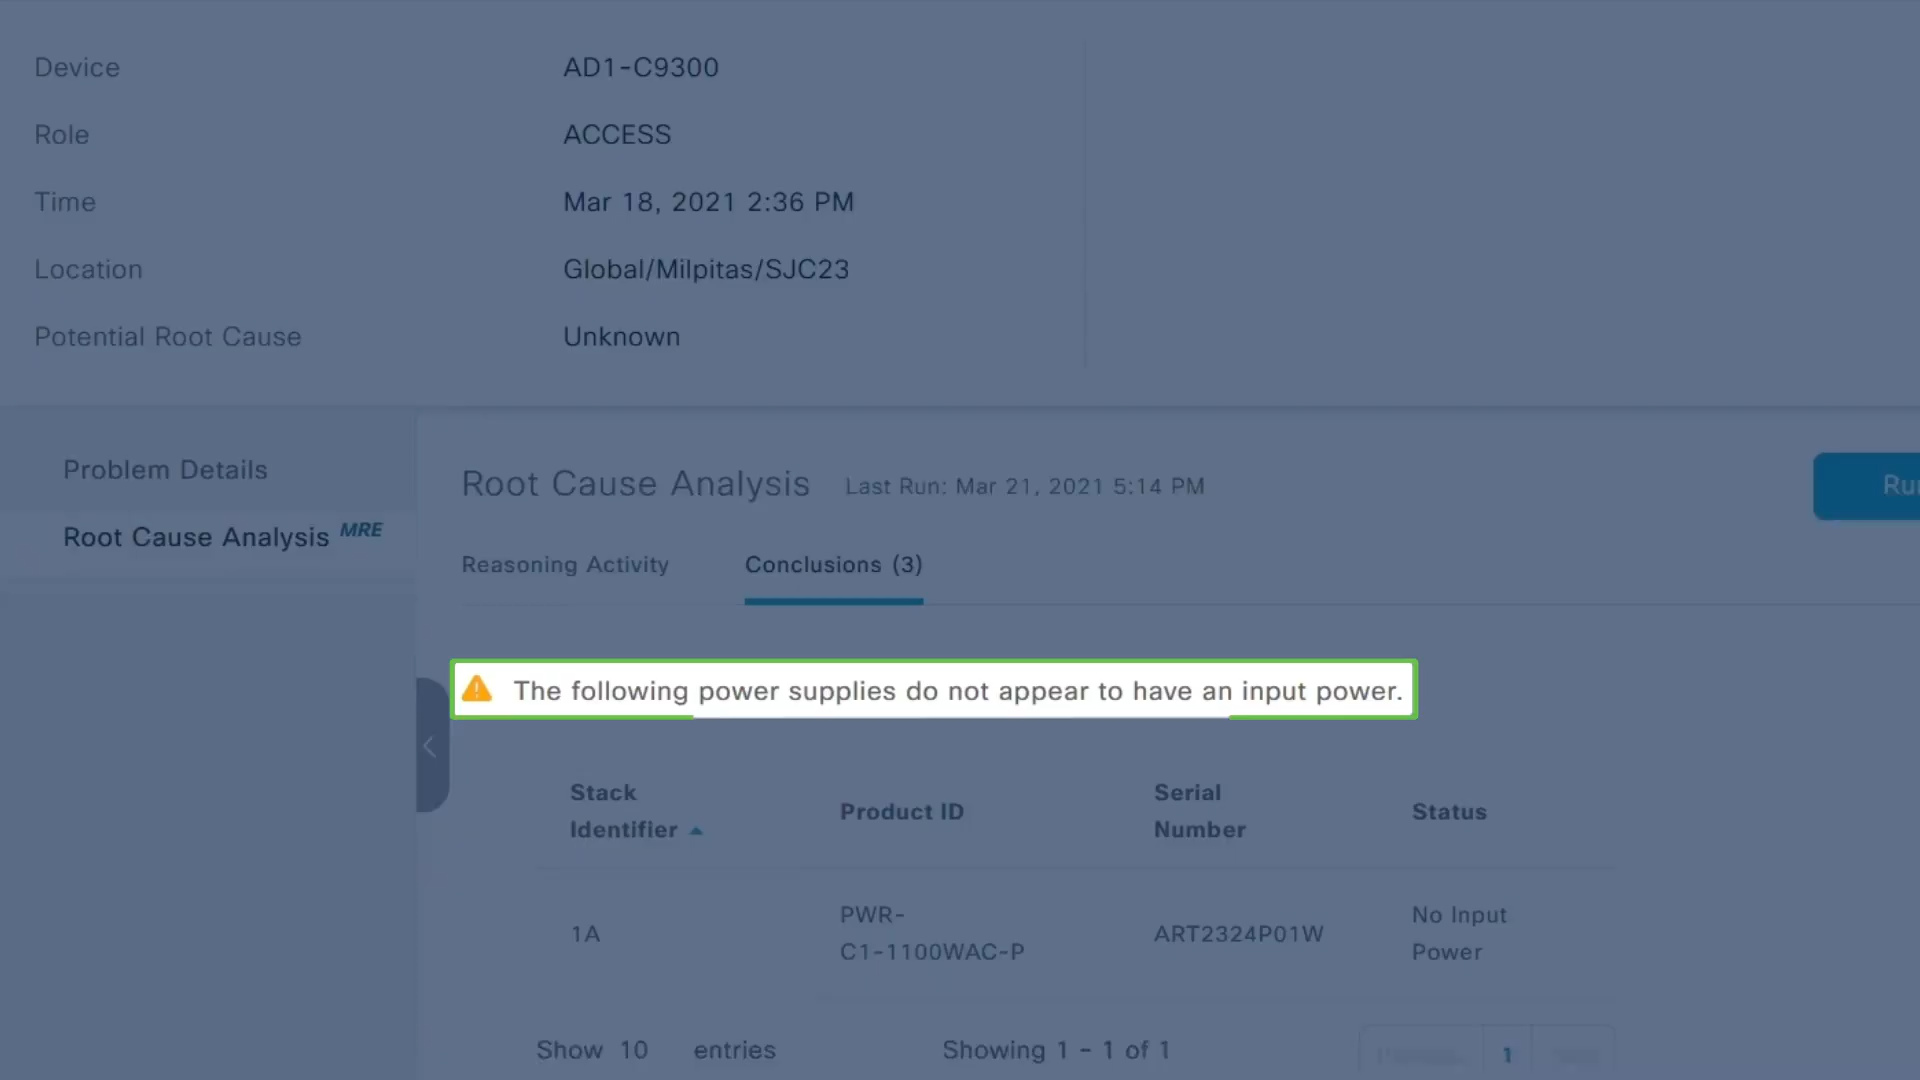 Device AD1-C9300
Role ACCESS
Time Mar 18, 2021 2:36 PM
Location Global/Milpitas/SJC23
Potential Root Cause Unknown
Problem Details
Root Cause Analysis MRE
Root Cause Analysis Last Run: Mar 21, 2021 5:14 PM
Reasoning Activity Conclusions (3)
The following power supplies do not appear to have an input power.
Stack
Identifier
Product ID
Serial
Number
Status
1A
PWR-
C1-1100WAC-P
ART2324P01W
No Input
Power
Show 10 entries
Showing 1 - 1 of 1
1